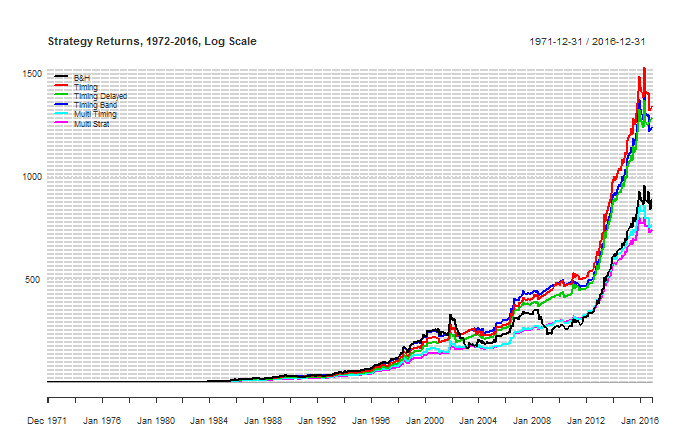 Strategy Returns, 1972-2016, Log Scale
1971-12-31 / 2016-12-31
1500
B&H
Timing
Timing Delayed
Timing Band
Multi Timing
Multi Strat
1000
500
Dec 1971 Jan 1976 Jan 1980 Jan 1984 Jan 1988 Jan 1992 Jan 1996 Jan 2000 Jan 2004 Jan 2008 Jan 2012 Jan 2016